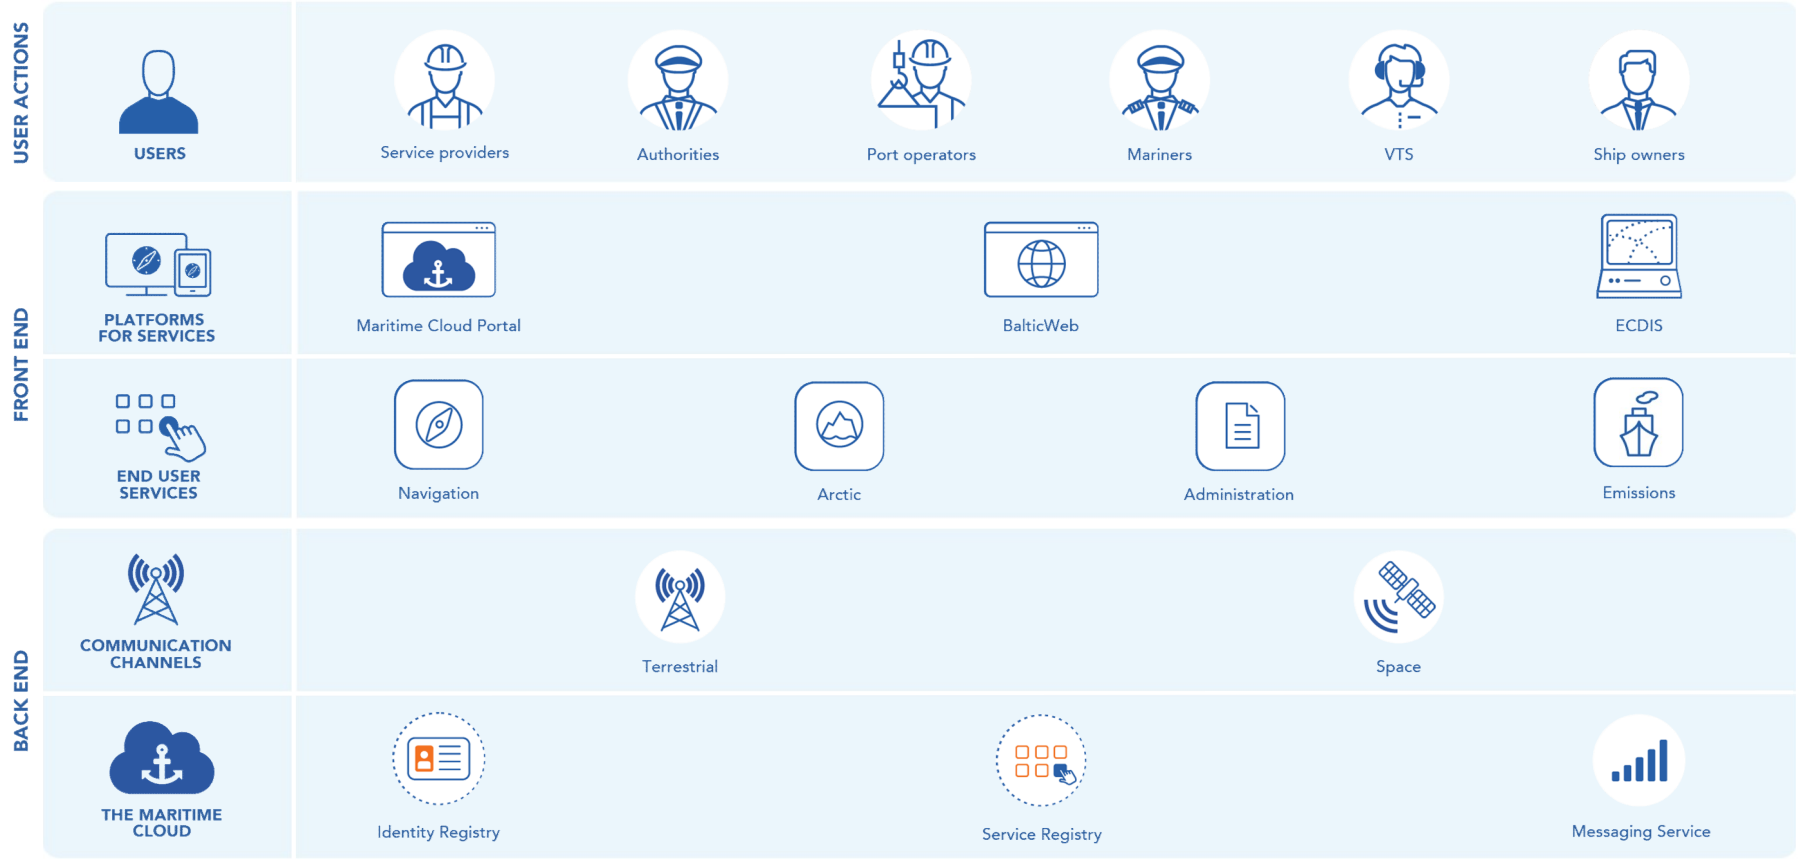 USER ACTIONS
USERS
Service providers
Authorities
Port operators
Mariners
VTS
Ship owners
FRONT END
PLATFORMS
FOR SERVICES
Maritime Cloud Portal
BalticWeb
ECDIS
END USER
SERVICES
Navigation
Arctic
Administration
Emissions
BACK END
COMMUNICATION
CHANNELS
Terrestrial
Space
THE MARITIME
CLOUD
Identity Registry
Service Registry
Messaging Service